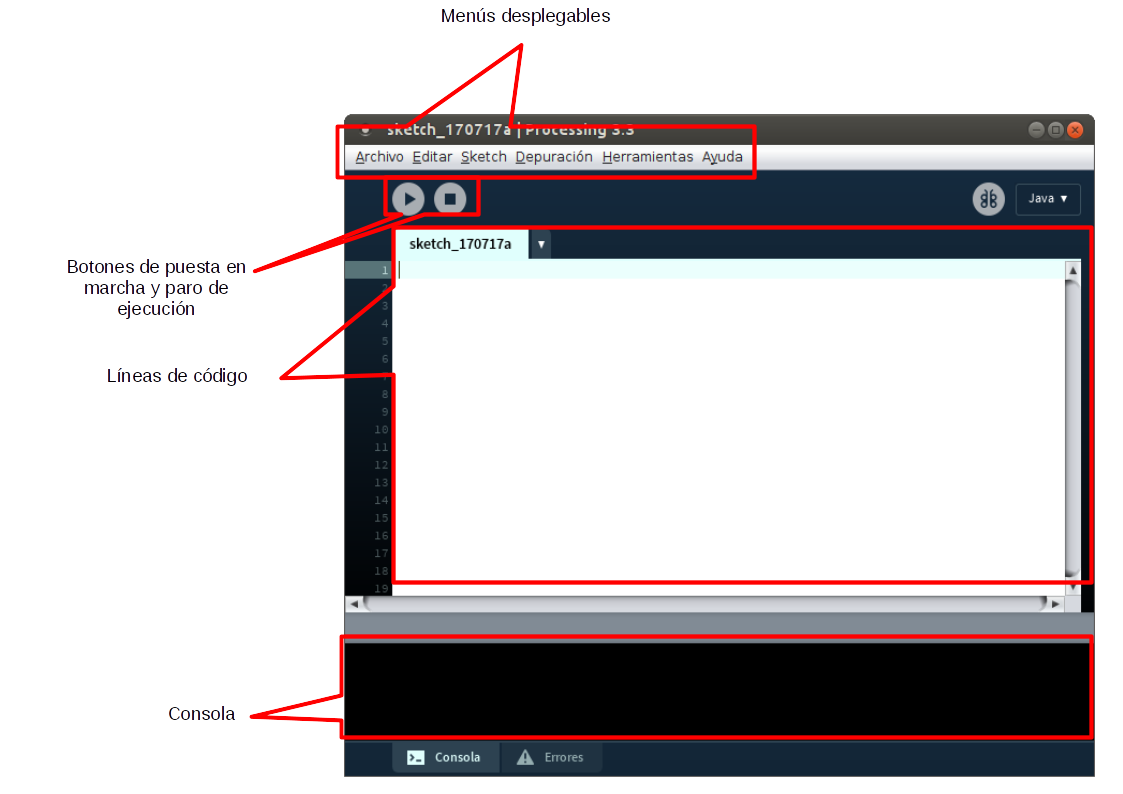 Menús desplegables
sketch_170717a | Processing 3.3
Archivo Editar Sketch Depuración Herramientas Ayuda
Java ▾
sketch_170717a ▾
Botones de puesta en
marcha y paro de
ejecución
Líneas de código
1
2
3
4
5
6
7
8
9
10
11
12
13
14
15
16
17
18
19
Consola
Consola
Errores